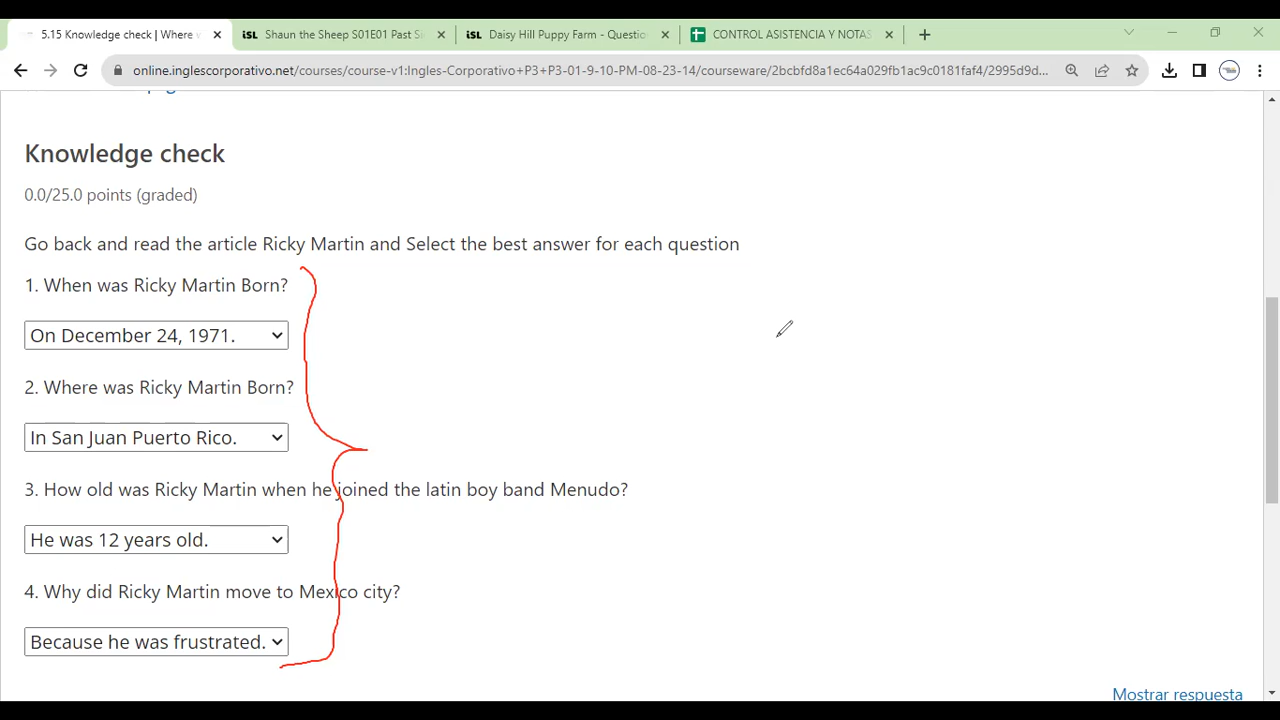 5.15 Knowledge check | Where w
iSL Shaun the Sheep S01E01 Past Si
iSL Daisy Hill Puppy Farm - Questio
CONTROL ASISTENCIA Y NOTAS
online.inglescorporativo.net/courses/course-v1:Ingles-Corporativo+P3+P3-01-9-10-PM-08-23-14/courseware/2bcbfd8a1ec64a029fb1ac9c0181faf4/2995d9d...
Knowledge check
0.0/25.0 points (graded)
Go back and read the article Ricky Martin and Select the best answer for each question
1. When was Ricky Martin Born?
On December 24, 1971.
2. Where was Ricky Martin Born?
In San Juan Puerto Rico.
3. How old was Ricky Martin when he joined the latin boy band Menudo?
He was 12 years old.
4. Why did Ricky Martin move to Mexico city?
Because he was frustrated.
Mostrar respuesta